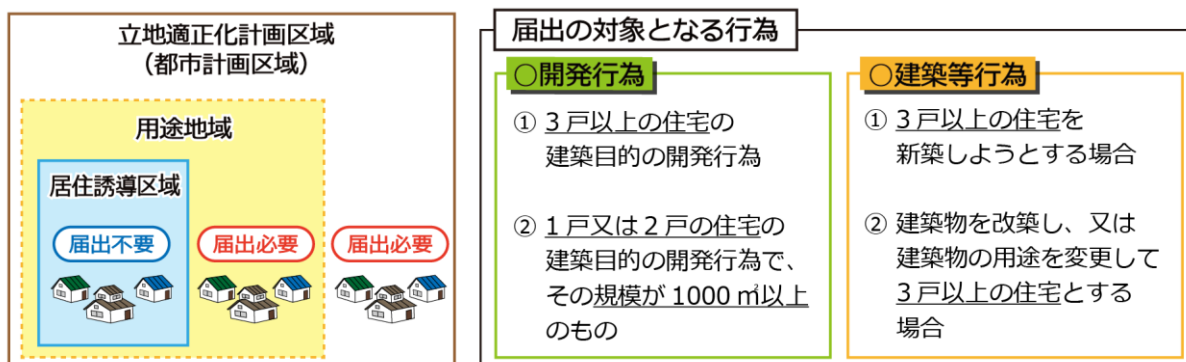 立地適正化計画区域
（都市計画区域）
用途地域
居住誘導区域
届出不要
届出必要
届出必要
届出の対象となる行為
○開発行為
① 3戸以上の住宅の
建築目的の開発行為
② 1戸又は2戸の住宅の
建築目的の開発行為で、
その規模が1000㎡以上
のもの
○建築等行為
① 3戸以上の住宅を
新築しようとする場合
② 建築物を改築し、又は
建築物の用途を変更して
3戸以上の住宅とする
場合